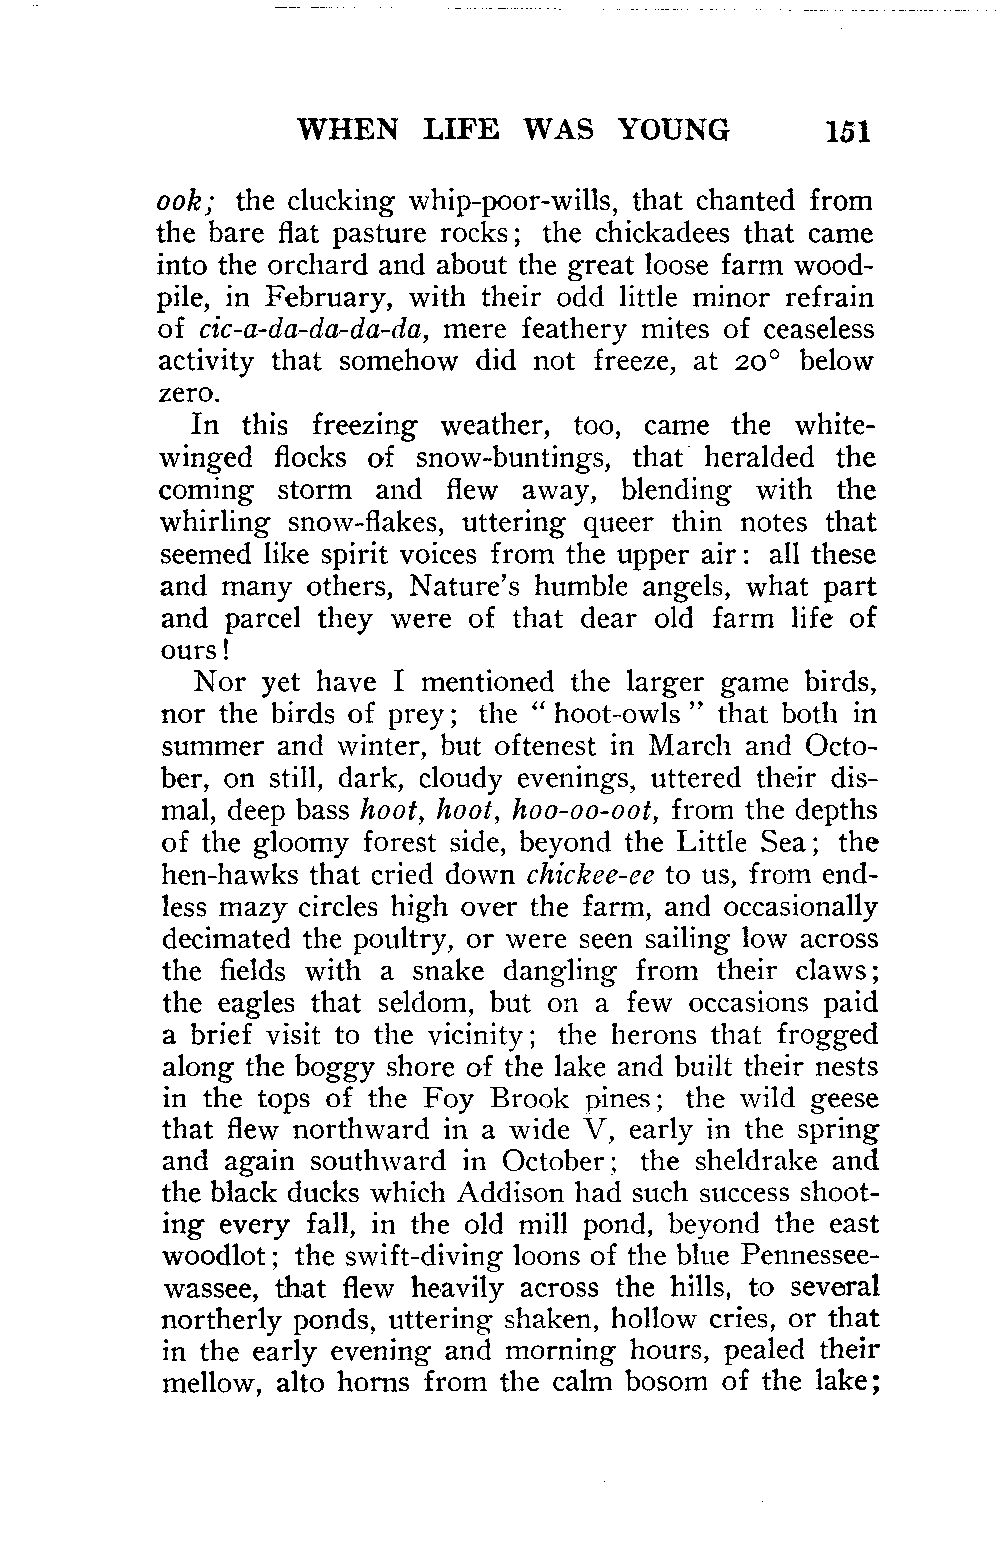 WHEN LIFE WAS YOUNG 151
ook; the clucking whip-poor-wills, that chanted from
the bare flat pasture rocks; the chickadees that came
into the orchard and about the great loose farm wood-
pile, in February, with their odd little minor refrain
of cic-a-da-da-da-da, mere feathery mites of ceaseless
activity that somehow did not freeze, at 20° below
zero.
In this freezing weather, too, came the white-
winged flocks of snow-buntings, that heralded the
coming storm and flew away, blending with the
whirling snow-flakes, uttering queer thin notes that
seemed like spirit voices from the upper air: all these
and many others, Nature's humble angels, what part
and parcel they were of that dear old farm life of
ours!
Nor yet have I mentioned the larger game birds,
nor the birds of prey; the "hoot-owls" that both in
summer and winter, but oftenest in March and Octo-
ber, on still, dark, cloudy evenings, uttered their dis-
mal, deep bass hoot, hoot, hoo-oo-oot, from the depths
of the gloomy forest side, beyond the Little Sea; the
hen-hawks that cried down chickee-ee to us, from end-
less mazy circles high over the farm, and occasionally
decimated the poultry, or were seen sailing low across
the fields with a snake dangling from their claws;
the eagles that seldom, but on a few occasions paid
a brief visit to the vicinity; the herons that frogged
along the boggy shore of the lake and built their nests
in the tops of the Foy Brook pines; the wild geese
that flew northward in a wide V, early in the spring
and again southward in October; the sheldrake and
the black ducks which Addison had such success shoot-
ing every fall, in the old mill pond, beyond the east
woodlot; the swift-diving loons of the blue Pennessee-
wassee, that flew heavily across the hills, to several
northerly ponds, uttering shaken, hollow cries, or that
in the early evening and morning hours, pealed their
mellow, alto horns from the calm bosom of the lake;